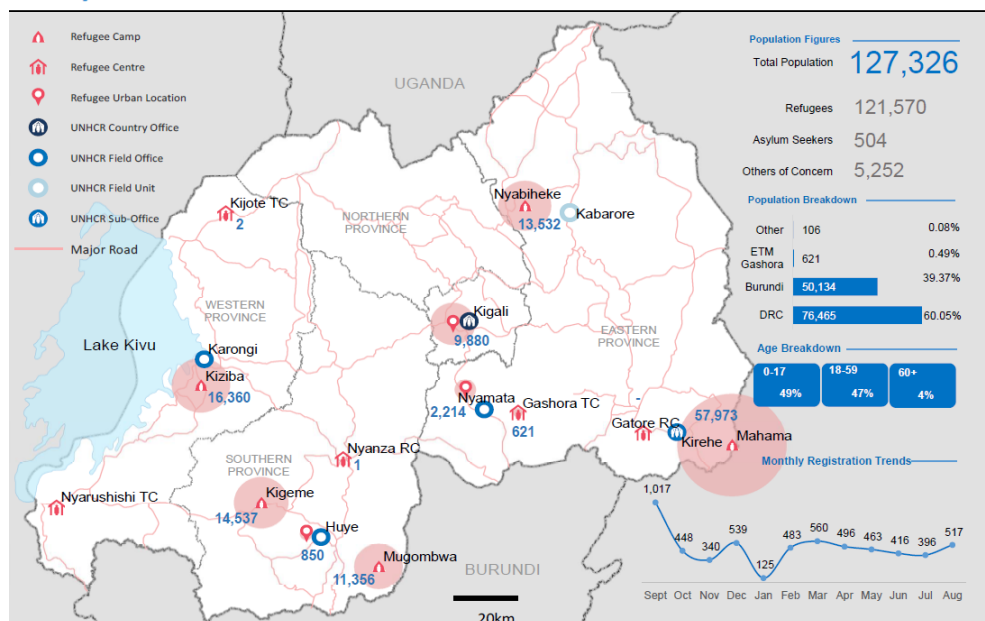 Refugee Camp
Refugee Centre
Refugee Urban Location
UNHCR Country Office
UNHCR Field Office
UNHCR Field Unit
UNHCR Sub-Office
Major Road
UGANDA
Kijote TC
2
NORTHERN
PROVINCE
Nyabiheke
13,532
Kabarore
WESTERN
PROVINCE
Kigali
9,880
EASTERN
PROVINCE
Lake Kivu
Karongi
Kiziba
16,360
2,214
Nyamata
Gashora TC
621
-
Gatore RC
57,973
Kirehe
Mahama
Nyanza RC
1
SOUTHERN
PROVINCE
Nyarushishi TC
Kigeme
14,537
Huye
850
Mugombwa
11,356
BURUNDI
20km
Population Figures
Total Population 127,326
Refugees 121,570
Asylum Seekers 504
Others of Concern 5,252
Population Breakdown
Other 106 0.08%
ETM
Gashora 621 0.49%
Burundi 50,134 39.37%
DRC 76,465 60.05%
Age Breakdown
0-17 18-59 60+
49% 47% 4%
Monthly Registration Trends
1,017 448 340 539 125 483 560 496 463 416 396 517
Sept Oct Nov Dec Jan Feb Mar Apr May Jun Jul Aug